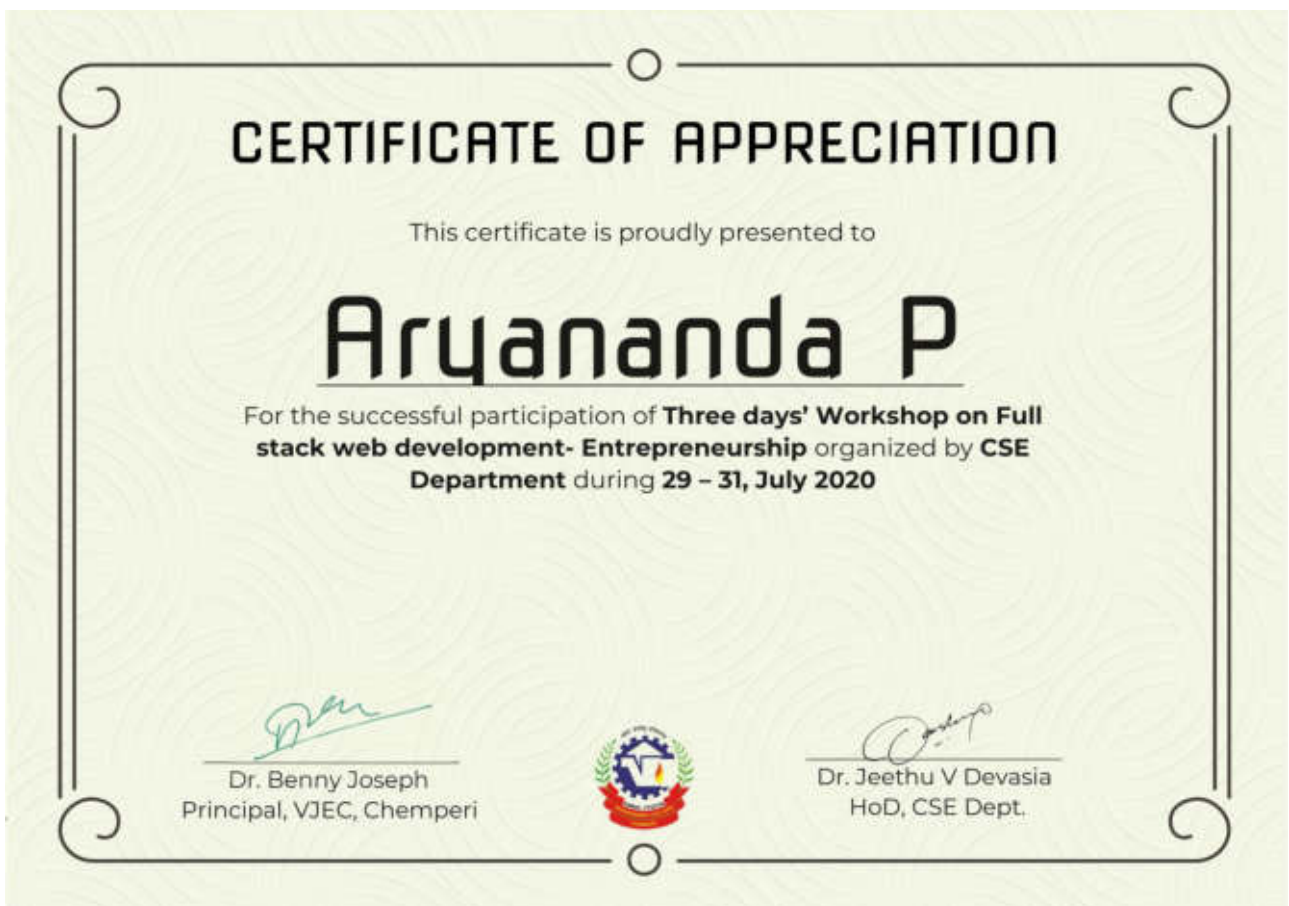 CERTIFICATE OF APPRECIATION
This certificate is proudly presented to
Aryananda P
For the successful participation of Three days’ Workshop on Full
stack web development- Entrepreneurship organized by CSE
Department during 29 – 31, July 2020
Dr. Benny Joseph
Principal, VJEC, Chemperi
Dr. Jeethu V Devasia
HoD, CSE Dept.